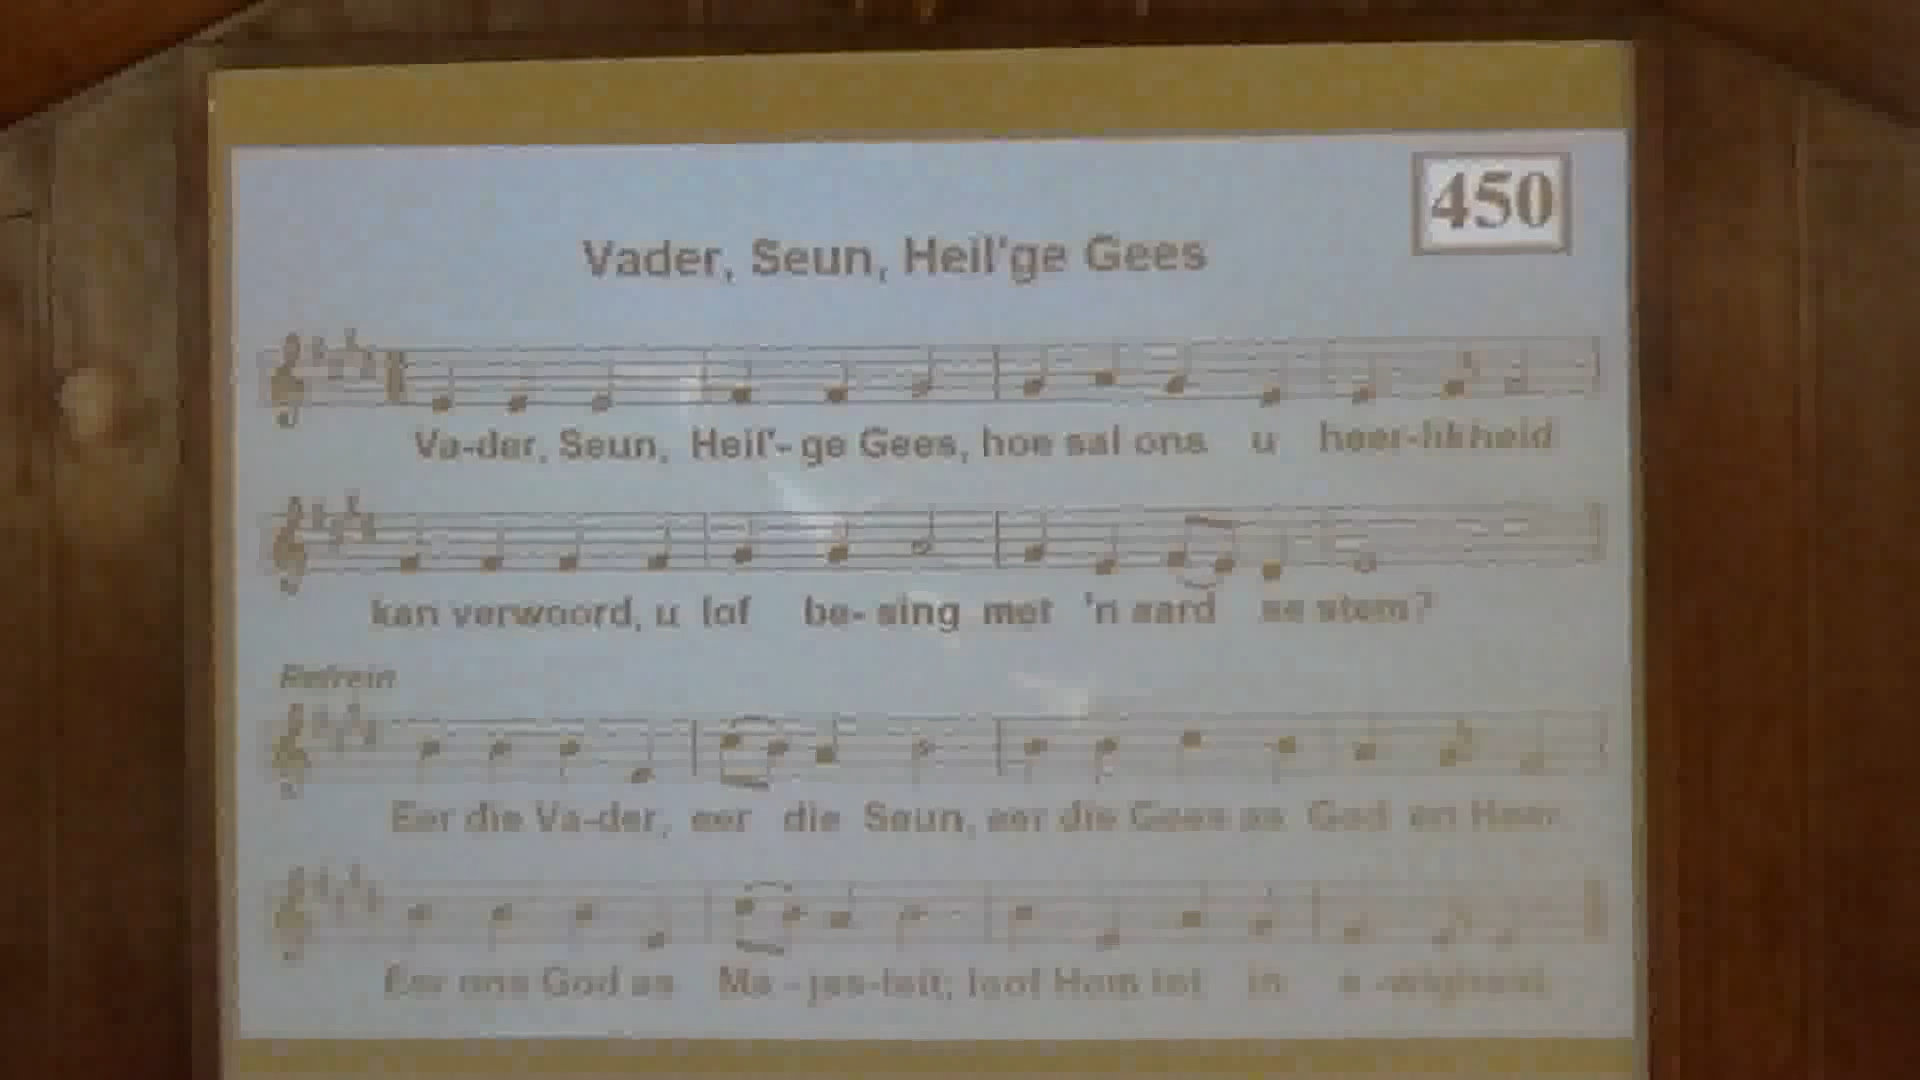 450
Vader, Seun, Heil'ge Gees
Va-der, Seun, Heil'- ge Gees, hoe sal ons u heer-likheid
kan verwoord, u lof be- sing met 'n aard se stem?
Refrein
Eer die Va-der, eer die Seun, eer die Gees as God en Heer.
Eer ons God as Ma - jes-teit; loof Hom tot in e -wigheid.